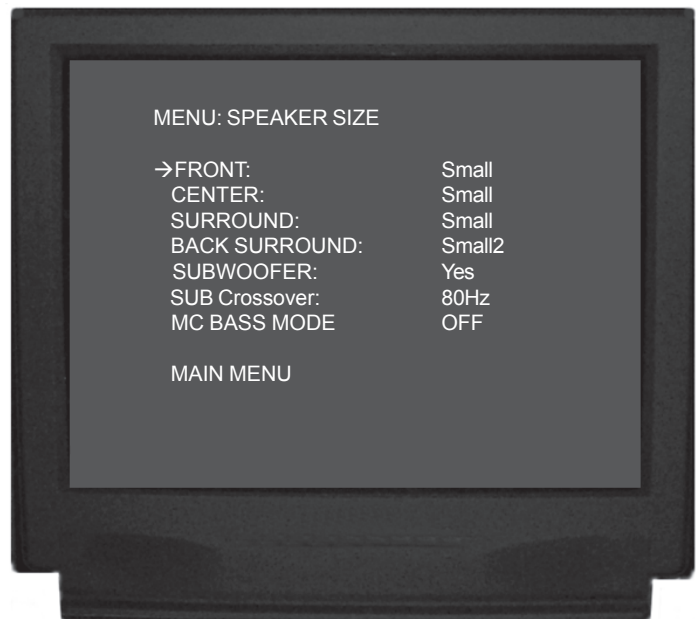 MENU: SPEAKER SIZE
→FRONT: Small
CENTER: Small
SURROUND: Small
BACK SURROUND: Small2
SUBWOOFER: Yes
SUB Crossover: 80Hz
MC BASS MODE OFF
MAIN MENU